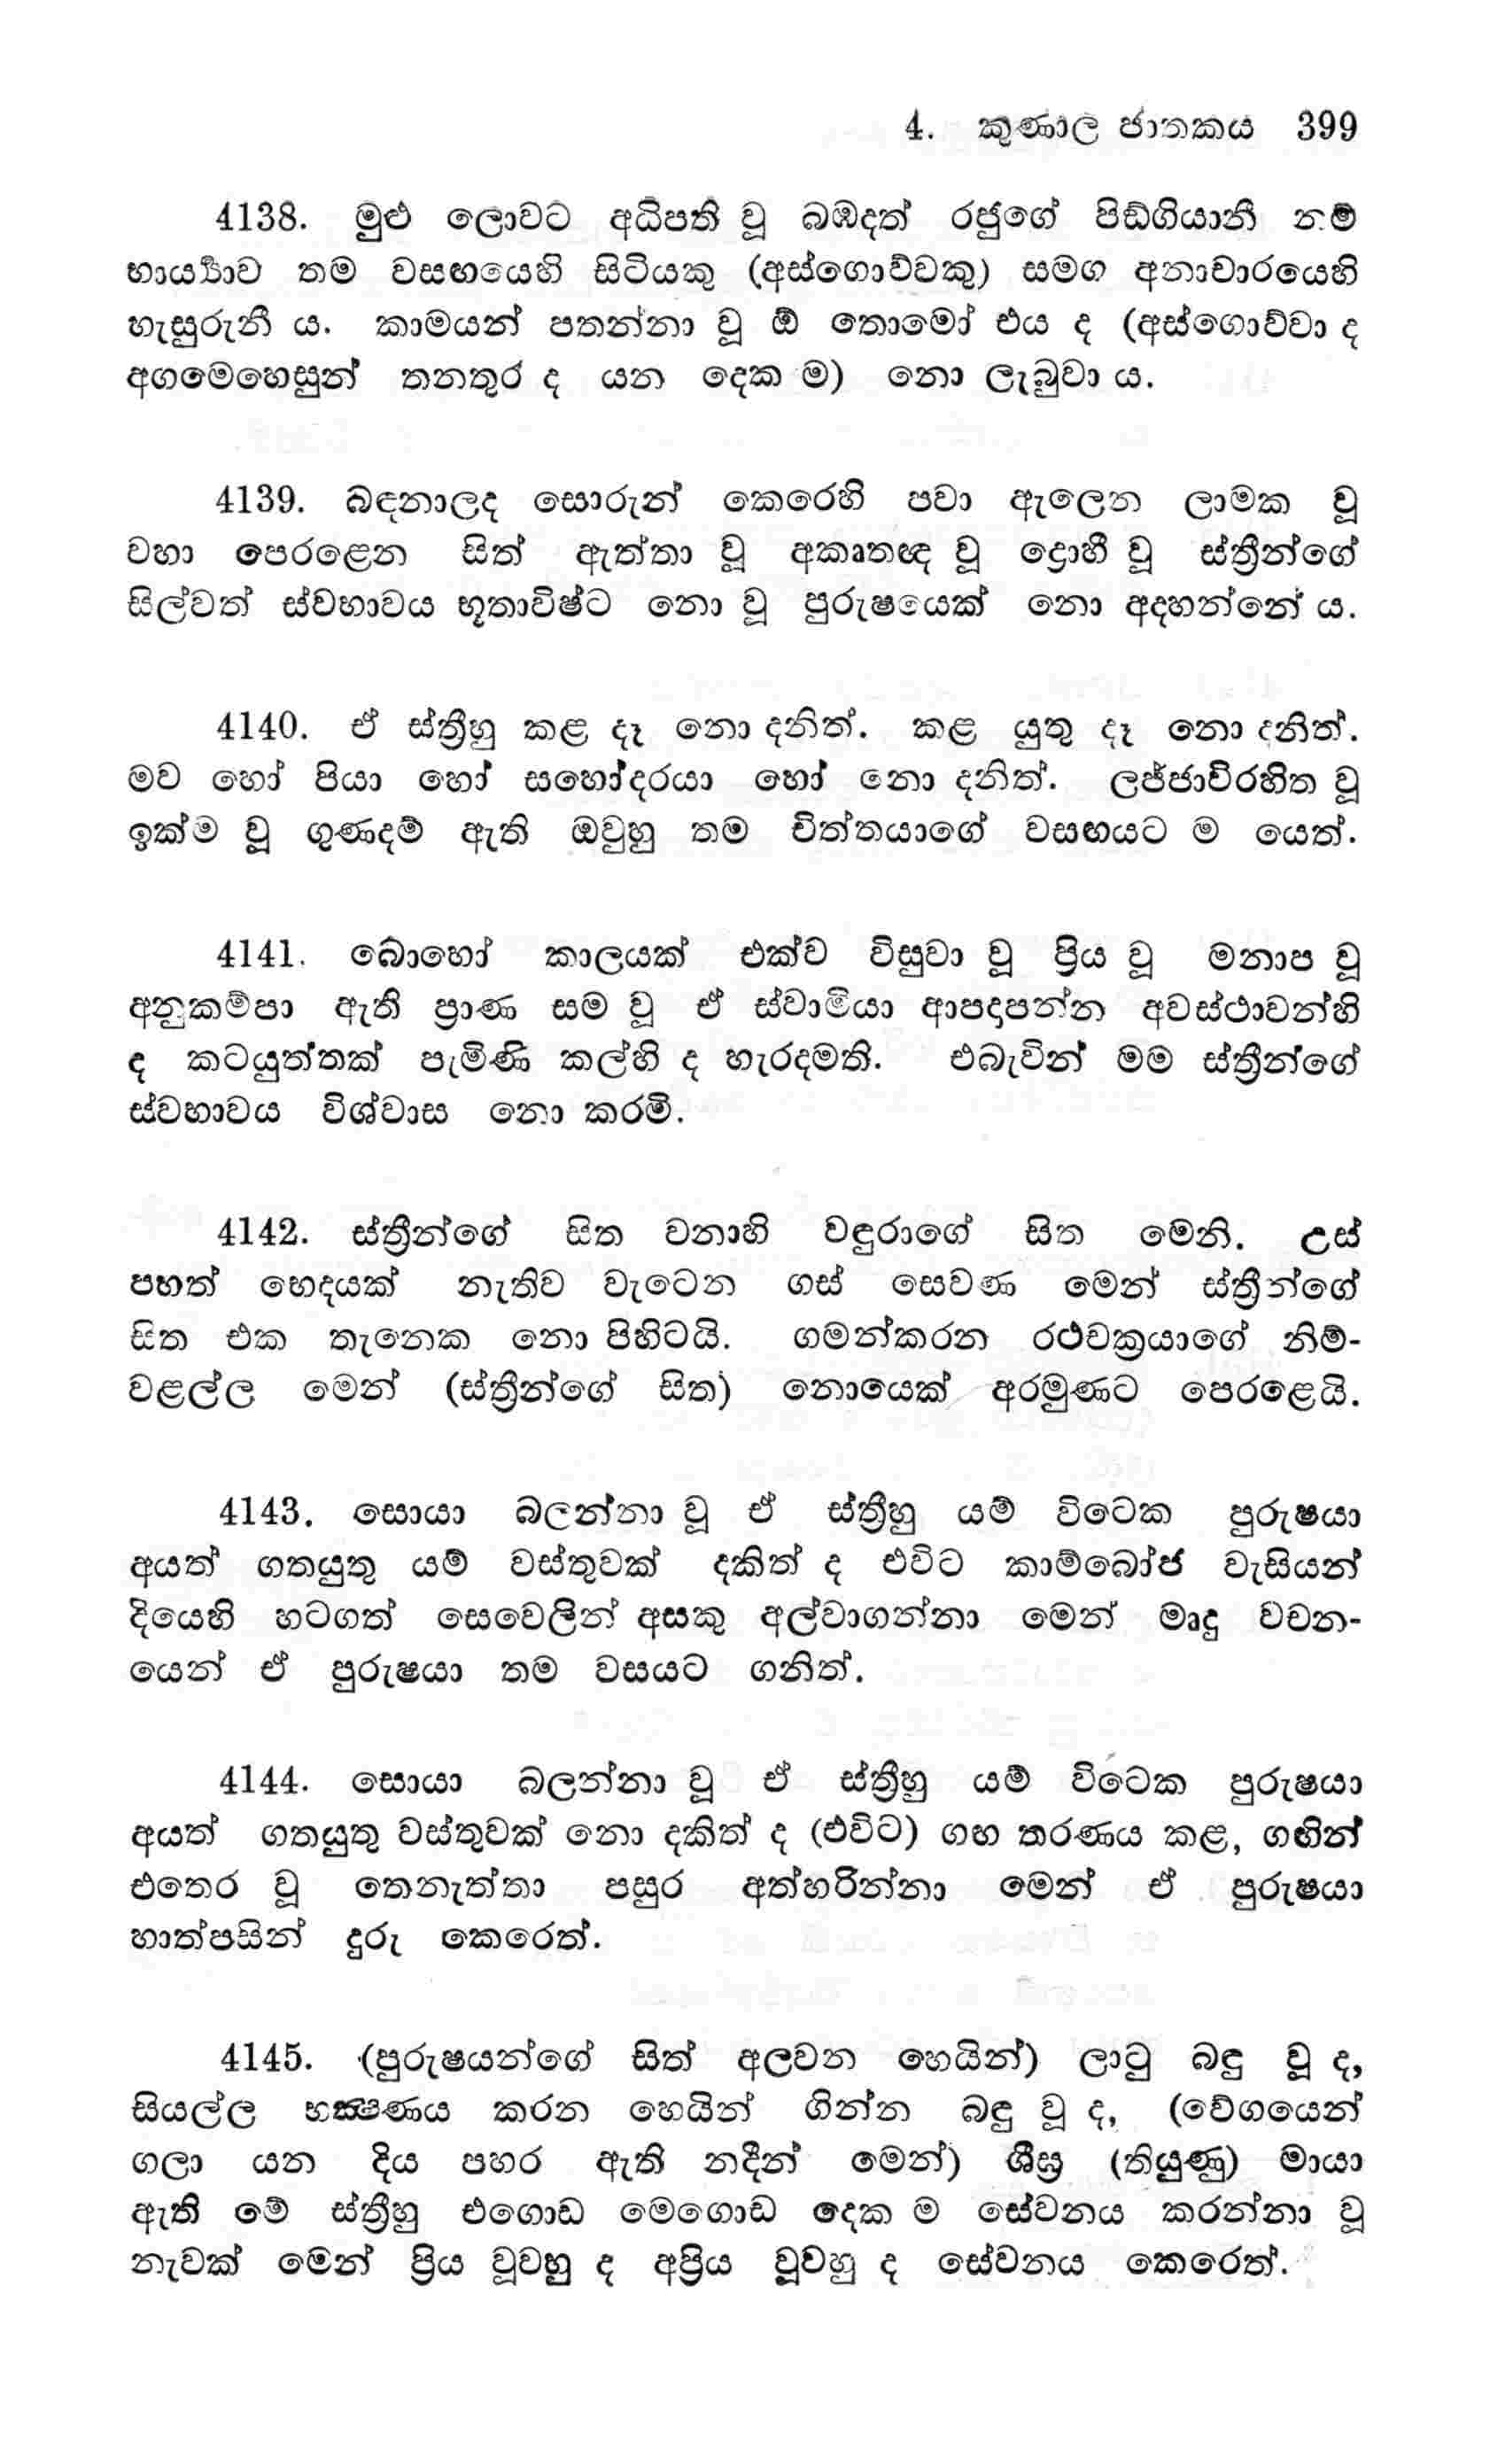 4. කුණාල ජාතකය 399
4138. මුළු ලොවට අධිපති වූ බඹදත් රජුගේ පිඩ්ගියානී නම්
භාර්‍ය්‍යාව තම වසඟයෙහි සිටියකු (අස්ගොව්වකු) සමග අනාචාරයෙහි
හැසුරුනී ය. කාමයන් පතන්නා වූ ඕ තොමෝ එය ද (අස්ගොව්වා ද
අගමෙහෙසුන් තනතුර ද යන දෙක ම) නො ලැබුවා ය.
4139. බඳනාලද සොරුන් කෙරෙහි පවා ඇලෙන ලාමක වූ
වහා පෙරළෙන සිත් ඇත්තා වූ අකෘතඥ වූ ද්‍රෝහී වූ ස්ත්‍රීන්ගේ
සිල්වත් ස්වභාවය භූතාවිෂ්ට නො වූ පුරුෂයෙක් නො අදහන්නේ ය.
4140. ඒ ස්ත්‍රීහු කළ දෑ නො දනිත්. කළ යුතු දෑ නො දනිත්.
මව හෝ පියා හෝ සහෝදරයා හෝ නො දනිත්. ලජ්ජාවිරහිත වූ
ඉක්ම වූ ගුණදම් ඇති ඔවුහු තම චිත්තයාගේ වසඟයට ම යෙත්.
4141. බොහෝ කාලයක් එක්ව විසුවා වූ ප්‍රිය වූ මනාප වූ
අනුකම්පා ඇති ප්‍රාණ සම වූ ඒ ස්වාමියා ආපදාපන්න අවස්ථාවන්හි
ද කටයුත්තක් පැමිණි කල්හි ද හැරදමති. එබැවින් මම ස්ත්‍රීන්ගේ
ස්වභාවය විශ්වාස නො කරමි.
4142. ස්ත්‍රීන්ගේ සිත වනාහි වඳුරාගේ සිත මෙනි. උස්
පහත් භෙදයක් නැතිව වැටෙන ගස් සෙවණ මෙන් ස්ත්‍රීන්ගේ
සිත එක තැනෙක නො පිහිටයි. ගමන්කරන රථචක්‍රයාගේ නිම්-
වළල්ල මෙන් (ස්ත්‍රීන්ගේ සිත) නොයෙක් අරමුණට පෙරළෙයි.
4143. සොයා බලන්නා වූ ඒ ස්ත්‍රීහු යම් විටෙක පුරුෂයා
අයත් ගතයුතු යම් වස්තුවක් දකිත් ද එවිට කාම්බෝජ වැසියන්
දියෙහි හටගත් සෙවෙලින් අසකු අල්වාගන්නා මෙන් මෘදු වචන-
යෙන් ඒ පුරුෂයා තම වසයට ගනිත්.
4144. සොයා බලන්නා වූ ඒ ස්ත්‍රීහු යම් විටෙක පුරුෂයා
අයත් ගතයුතු වස්තුවක් නො දකිත් ද (එවිට) ගඟ තරණය කළ, ගඟින්
එතෙර වූ තෙනැත්තා පසුර අත්හරින්නා මෙන් ඒ පුරුෂයා
හාත්පසින් දුරු කෙරෙත්.
4145. (පුරුෂයන්ගේ සිත් අලවන හෙයින්) ලාටු බඳු වූ ද,
සියල්ල භක්‍ෂණය කරන හෙයින් ගින්න බඳු වූ ද, (වේගයෙන්
ගලා යන දිය පහර ඇති නදීන් මෙන්) ශීඝ්‍ර (තියුණු) මායා
ඇති මේ ස්ත්‍රීහු එගොඩ මෙගොඩ දෙක ම සේවනය කරන්නා වූ
නැවක් මෙන් ප්‍රිය වූවහු ද අප්‍රිය වූවහු ද සේවනය කෙරෙත්.